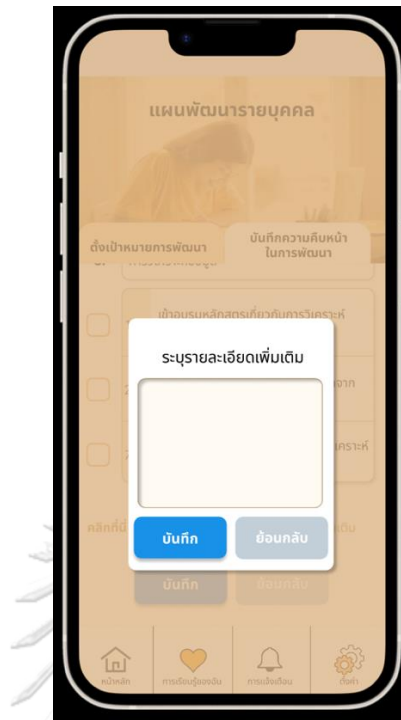 แผนพัฒนารายบุคคล
ตั้งเป้าหมายการพัฒนา
บันทึกความคืบหน้า
ในการพัฒนา
เข้าอบรมหลักสูตรเกี่ยวกับการวิเคราะห์
ระบุรายละเอียดเพิ่มเติม
บันทึก
ย้อนกลับ
คลิกที่นี่
บันทึก
ย้อนกลับ
หน้าหลัก
การเรียนรู้ของฉัน
การแจ้งเตือน
ตั้งค่า